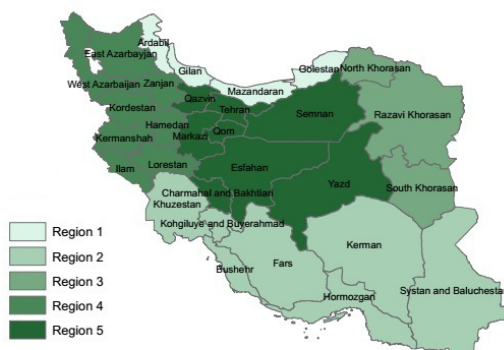 Ardabil
East Azarbayjan
Gilan
Golestan
North Khorasan
West Azarbaijan
Zanjan
Mazandaran
Qazvin
Tehran
Semnan
Razavi Khorasan
Kordestan
Hamedan
Markazi
Qom
Kermanshah
Ilam
Lorestan
Esfahan
Yazd
South Khorasan
Charmahal and Bakhtiari
Khuzestan
Kohgiluye and Buyerahmad
Kerman
Bushehr
Fars
Hormozgan
Systan and Baluchestan
Region 1
Region 2
Region 3
Region 4
Region 5